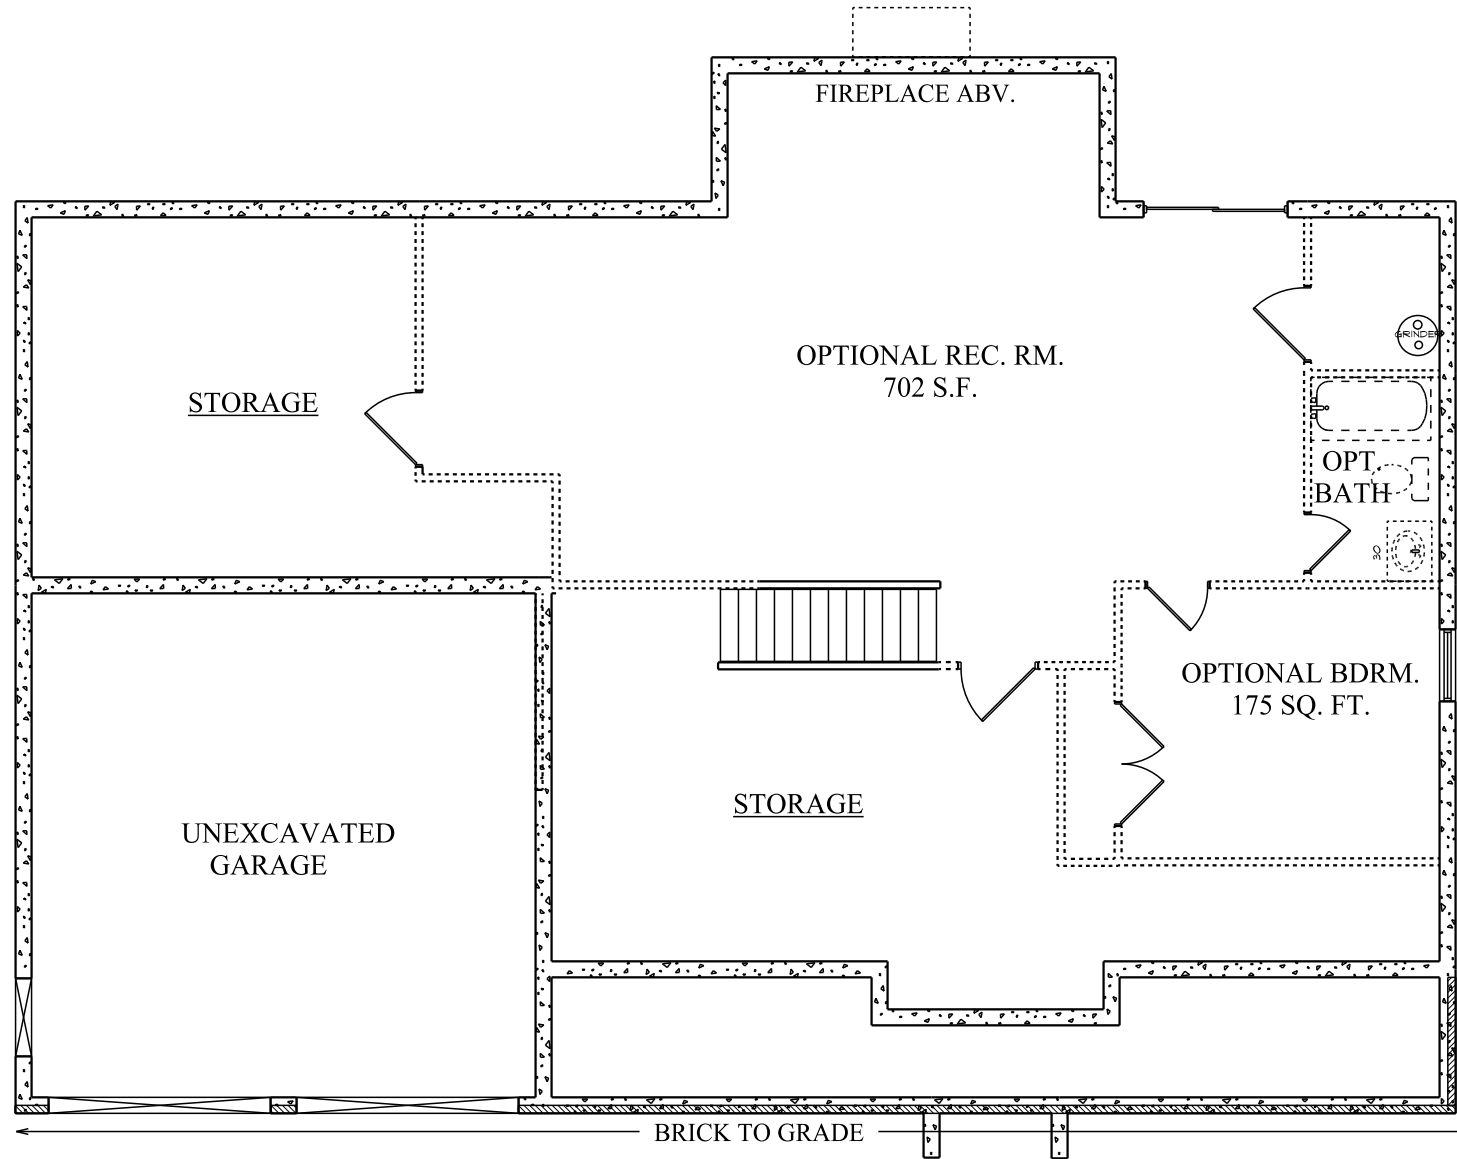 FIREPLACE ABV.
OPTIONAL REC. RM.
702 S.F.
GRINDER
STORAGE
OPT.
BATH
30
OPTIONAL BDRM.
175 SQ. FT.
STORAGE
UNEXCAVATED
GARAGE
BRICK TO GRADE